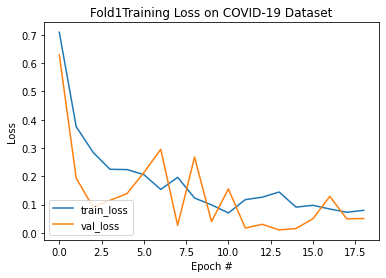 Fold1Training Loss on COVID-19 Dataset
0.7
0.6
0.5
0.4
0.3
0.2
0.1
0.0
Loss
train_loss
val_loss
0.0 2.5 5.0 7.5 10.0 12.5 15.0 17.5
Epoch #